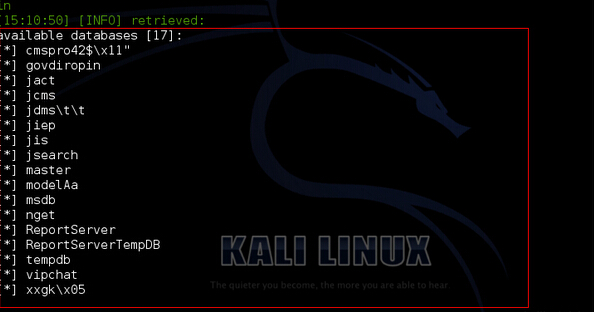 in
[15:10:50] [INFO] retrieved:
available databases [17]:
[*] cmspro42$\x11"
[*] govdiropin
[*] jact
[*] jcms
[*] jdms\t\t
[*] jiep
[*] jis
[*] jsearch
[*] master
[*] modelAa
[*] msdb
[*] nget
[*] ReportServer
[*] ReportServerTempDB
[*] tempdb
[*] vipchat
[*] xxgk\x05
KALI LINUX
The quieter you become, the more you are able to hear